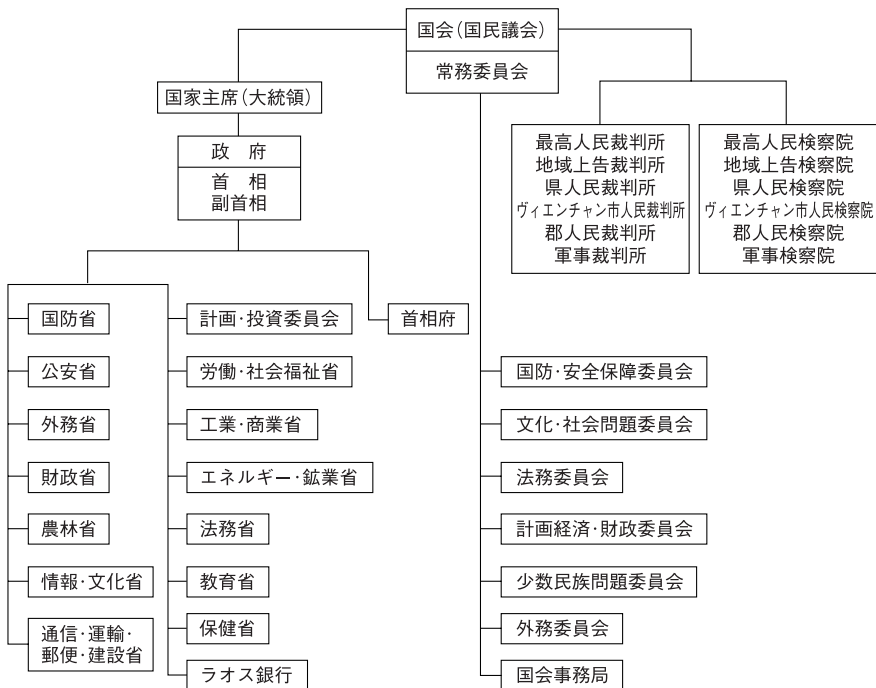 国会(国民議会)
常務委員会
国家主席(大統領)
政 府
首 相
副首相
最高人民裁判所
地域上告裁判所
県人民裁判所
ヴィエンチャン市人民裁判所
郡人民裁判所
軍事裁判所
最高人民検察院
地域上告検察院
県人民検察院
ヴィエンチャン市人民検察院
郡人民検察院
軍事検察院
国防省
公安省
外務省
財政省
農林省
情報·文化省
通信·運輸·
郵便·建設省
計画·投資委員会
労働·社会福祉省
工業·商業省
エネルギー·鉱業省
法務省
教育省
保健省
ラオス銀行
首相府
国防·安全保障委員会
文化·社会問題委員会
法務委員会
計画経済·財政委員会
少数民族問題委員会
外務委員会
国会事務局